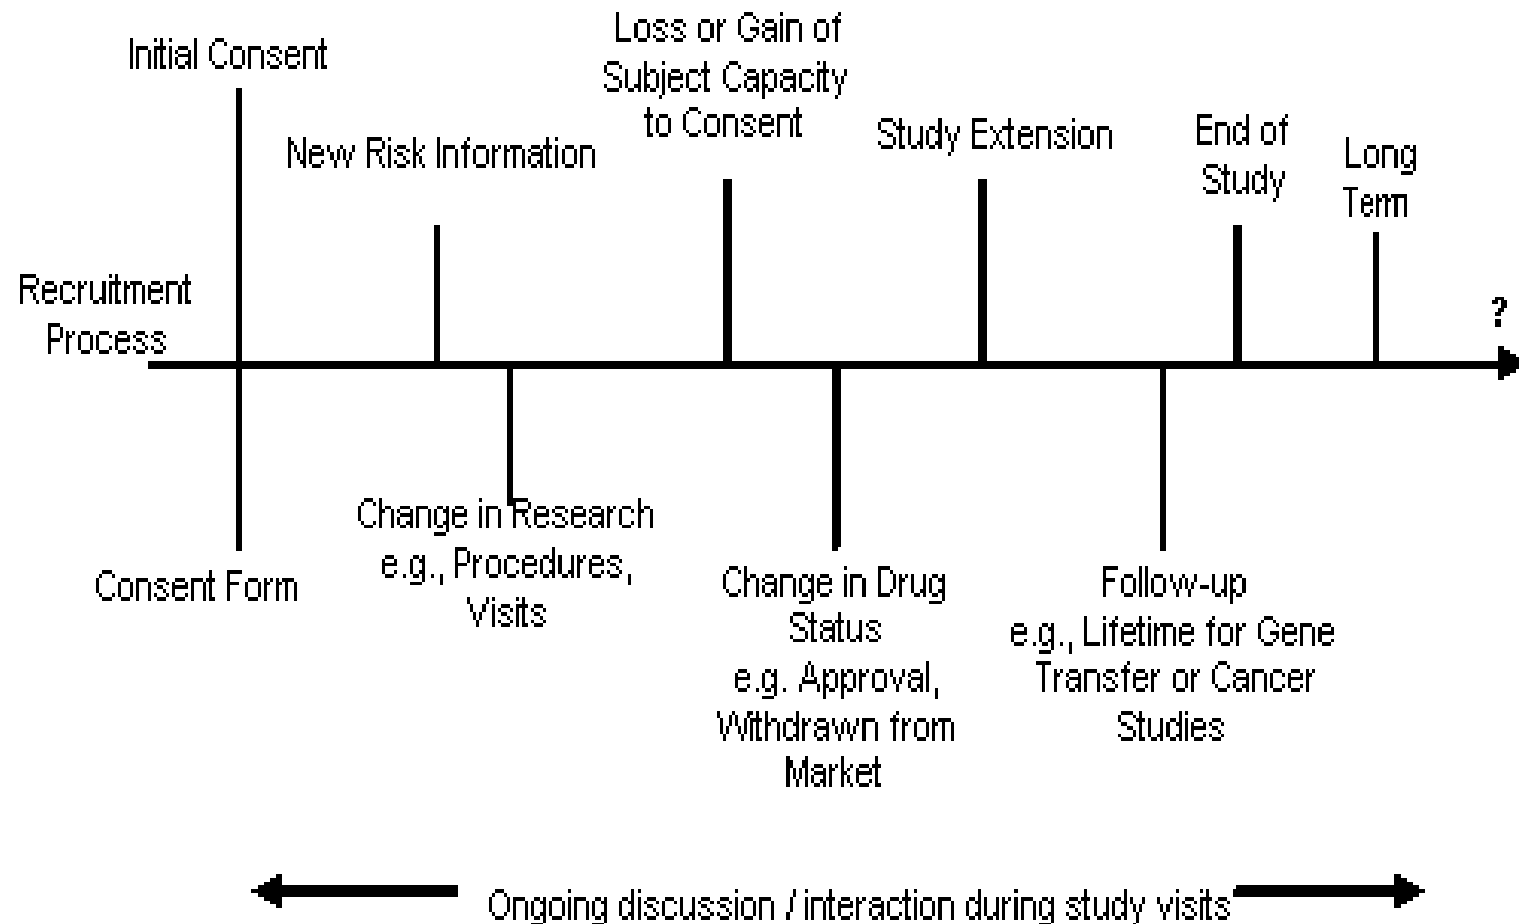 Initial Consent
New Risk Information
Loss or Gain of
Subject Capacity
to Consent
Study Extension
End of
Study
Long
Term
Recruitment
Process
?
Consent Form
Change in Research
e.g., Procedures,
Visits
Change in Drug
Status
e.g. Approval,
Withdrawn from
Market
Follow-up
e.g., Lifetime for Gene
Transfer or Cancer
Studies
Ongoing discussion / interaction during study visits